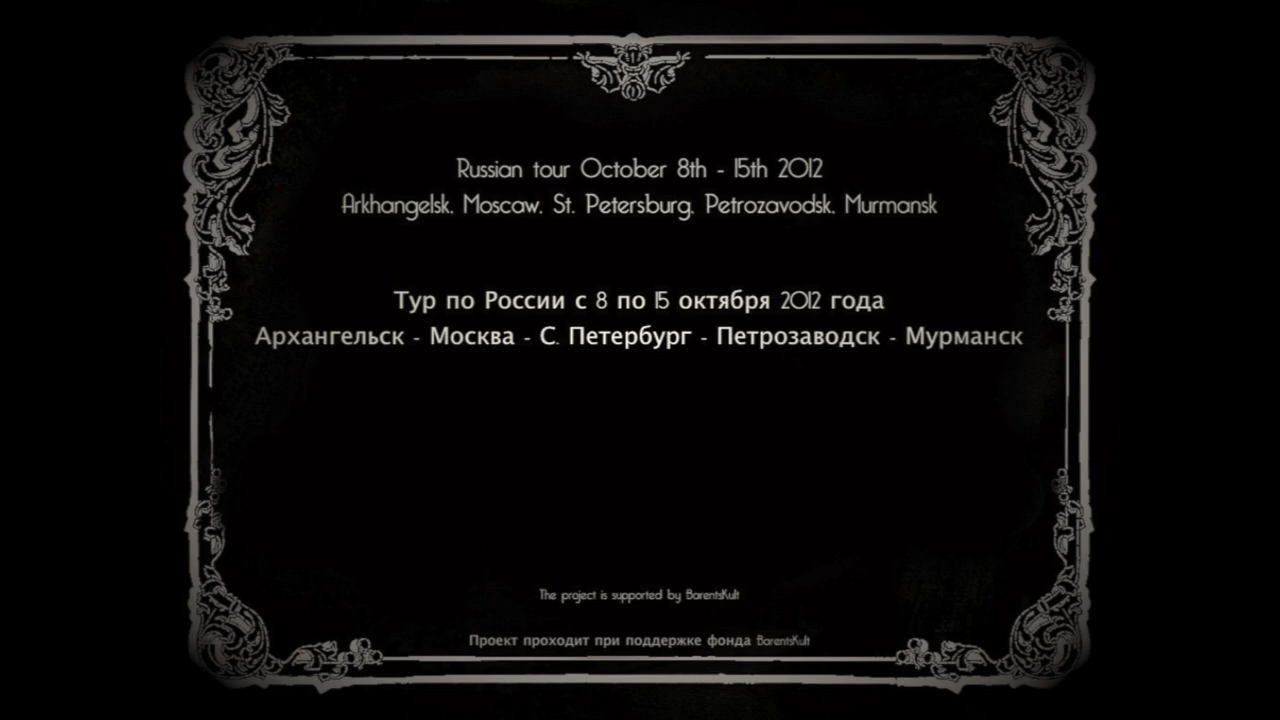 Russian tour October 8th - 15th 2012
Arkhangelsk, Moscaw, St. Petersburg, Petrozavodsk, Murmansk
Тур по России с 8 по 15 октября 2012 года
Архангельск - Москва - С. Петербург - Петрозаводск - Мурманск
The project is supported by BarentsKult
Проект проходит при поддержке фонда BarentsKult